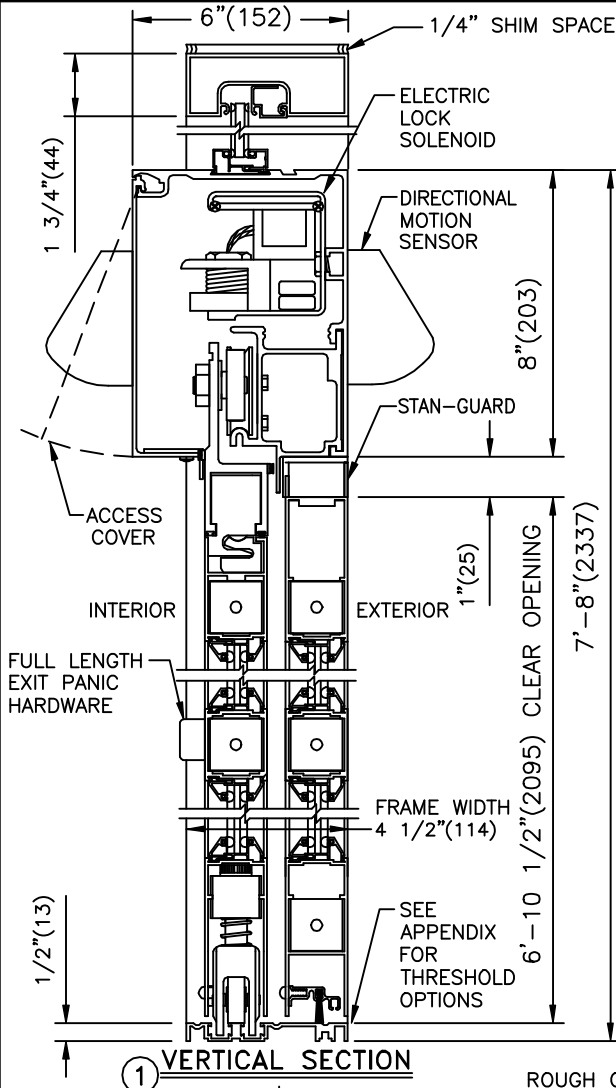 6”(152)
1/4” SHIM SPACE
1 3/4”(44)
ELECTRIC
LOCK
SOLENOID
DIRECTIONAL
MOTION
SENSOR
8”(203)
STAN-GUARD
ACCESS
COVER
1”(25)
7’-8”(2337)
INTERIOR
EXTERIOR
6’-10 1/2”(2095) CLEAR OPENING
FULL LENGTH
EXIT PANIC
HARDWARE
FRAME WIDTH
4 1/2”(114)
1/2”(13)
SEE
APPENDIX
FOR
THRESHOLD
OPTIONS
1 VERTICAL SECTION
ROUGH